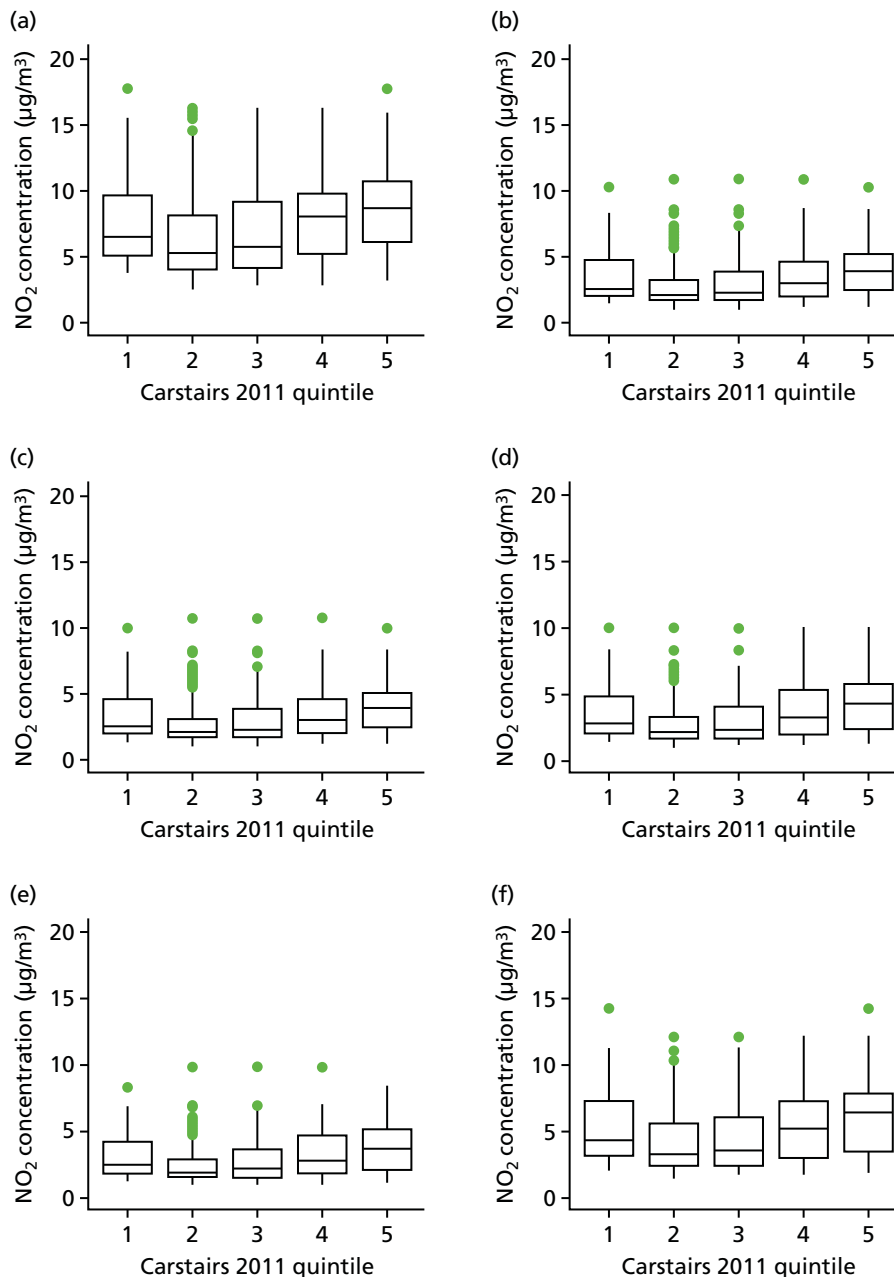 (a)
NO₂ concentration (µg/m³)
20
15
10
5
0
1 2 3 4 5
Carstairs 2011 quintile
(b)
NO₂ concentration (µg/m³)
20
15
10
5
0
1 2 3 4 5
Carstairs 2011 quintile
(c)
NO₂ concentration (µg/m³)
20
15
10
5
0
1 2 3 4 5
Carstairs 2011 quintile
(d)
NO₂ concentration (µg/m³)
20
15
10
5
0
1 2 3 4 5
Carstairs 2011 quintile
(e)
NO₂ concentration (µg/m³)
20
15
10
5
0
1 2 3 4 5
Carstairs 2011 quintile
(f)
NO₂ concentration (µg/m³)
20
15
10
5
0
1 2 3 4 5
Carstairs 2011 quintile